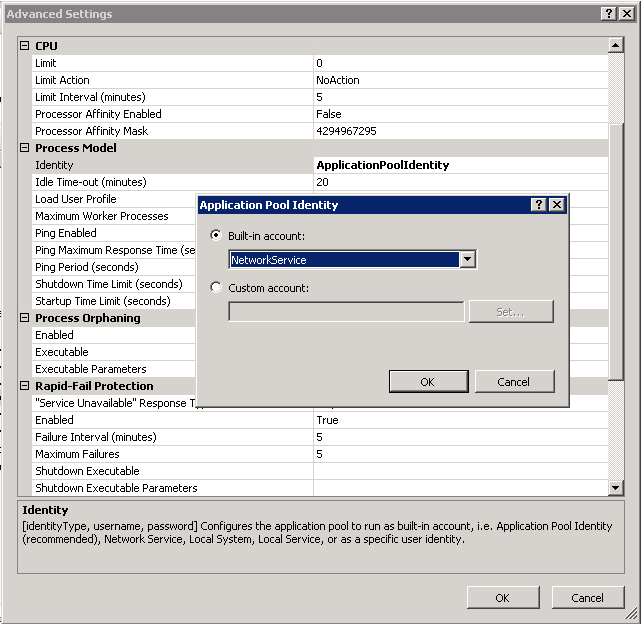 Advanced Settings
CPU
Limit 0
Limit Action NoAction
Limit Interval (minutes) 5
Processor Affinity Enabled False
Processor Affinity Mask 4294967295
Process Model
Identity ApplicationPoolIdentity
Idle Time-out (minutes) 20
Load User Profile
Maximum Worker Processes
Ping Enabled
Ping Maximum Response Time (se
Ping Period (seconds)
Shutdown Time Limit (seconds)
Startup Time Limit (seconds)
Process Orphaning
Enabled
Executable
Executable Parameters
Rapid-Fail Protection
"Service Unavailable" Response Ty
Enabled True
Failure Interval (minutes) 5
Maximum Failures 5
Shutdown Executable
Shutdown Executable Parameters
Application Pool Identity
Built-in account:
NetworkService
Custom account:
Set...
OK Cancel
Identity
[identityType, username, password] Configures the application pool to run as built-in account, i.e. Application Pool Identity
(recommended), Network Service, Local System, Local Service, or as a specific user identity.
OK Cancel